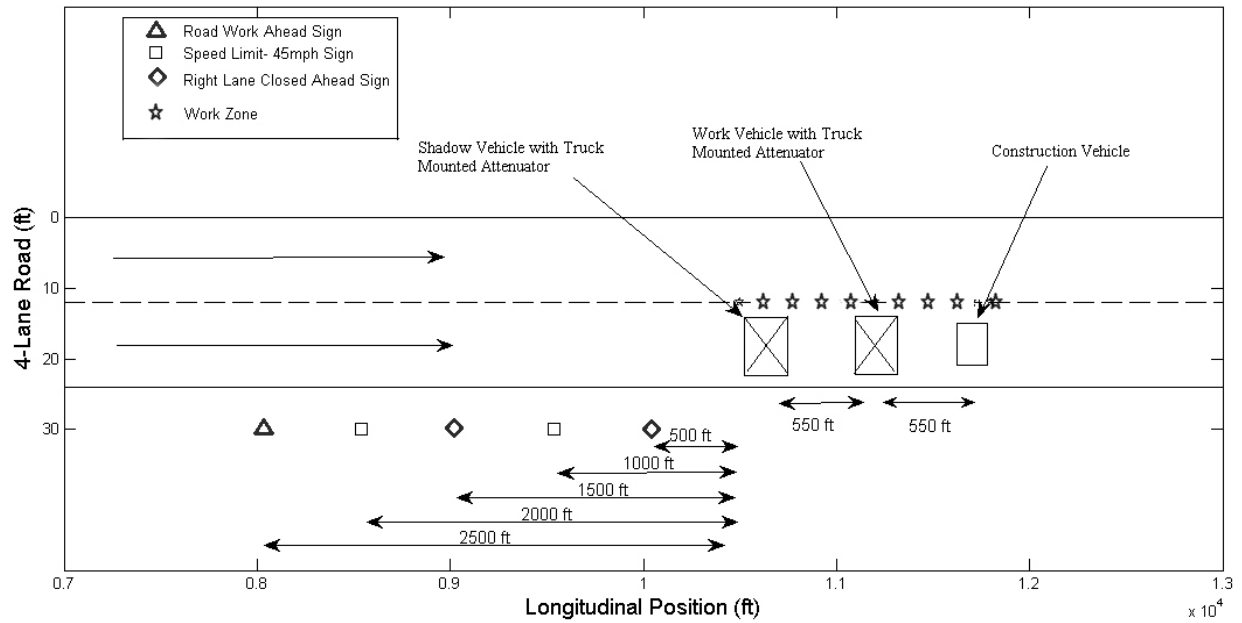 Road Work Ahead Sign
Speed Limit- 45mph Sign
Right Lane Closed Ahead Sign
Work Zone
Shadow Vehicle with Truck
Mounted Attenuator
Work Vehicle with Truck
Mounted Attenuator
Construction Vehicle
4-Lane Road (ft)
0
10
20
30
550 ft
550 ft
500 ft
1000 ft
1500 ft
2000 ft
2500 ft
0.7
0.8
0.9
1
1.1
1.2
1.3
Longitudinal Position (ft)
x 10⁴